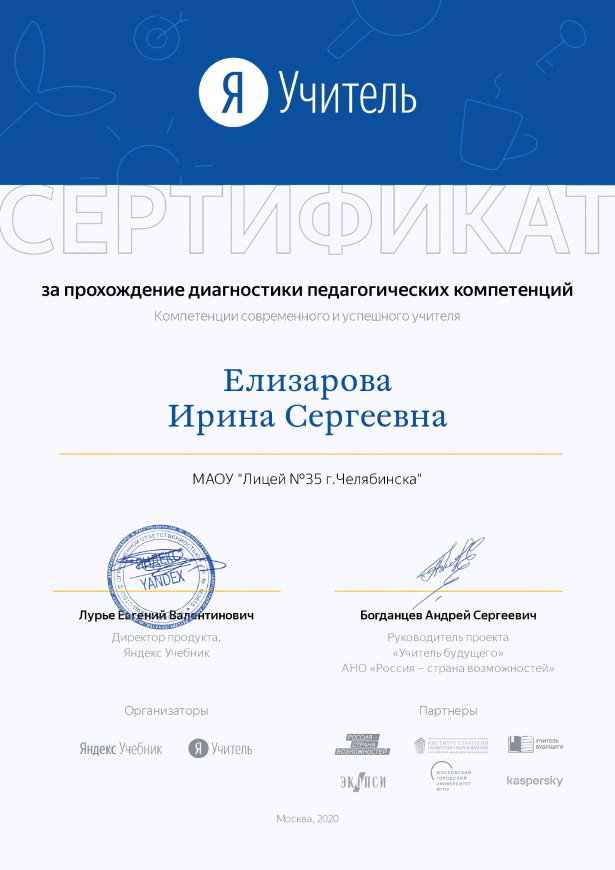 Я Учитель
СЕРТИФИКАТ
за прохождение диагностики педагогических компетенций
Компетенции современного и успешного учителя
Елизарова
Ирина Сергеевна
МАОУ "Лицей №35 г.Челябинска"
ЯНДЕКС
YANDEX
Лурье Евгений Валентинович
Директор продукта,
Яндекс Учебник
Богданцев Андрей Сергеевич
Руководитель проекта
«Учитель будущего»
АНО «Россия – страна возможностей»
Организаторы
Яндекс Учебник
Я Учитель
Партнеры
РОССИЯ –
СТРАНА
ВОЗМОЖНОСТЕЙ
ИНСТИТУТ СТРАТЕГИИ
РАЗВИТИЯ ОБРАЗОВАНИЯ
УЧИТЕЛЬ
БУДУЩЕГО
ЭКОПСИ
МОСКОВСКИЙ
ГОРОДСКОЙ
УНИВЕРСИТЕТ
МГПУ
kaspersky
Москва, 2020